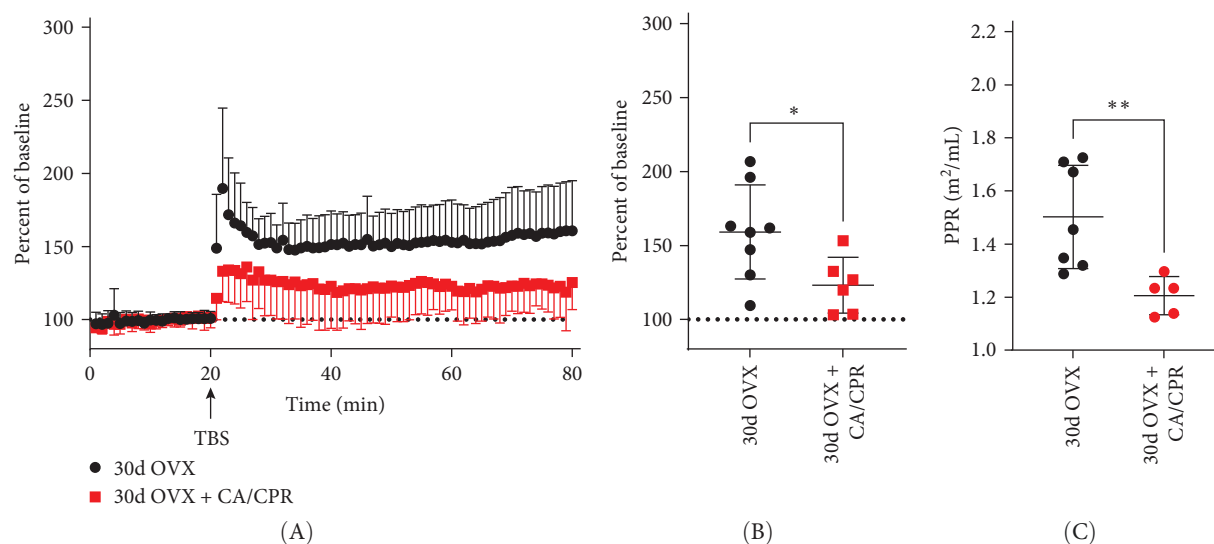 300
250
200
150
100
Percent of baseline
0
20
40
60
80
Time (min)
TBS
30d OVX
30d OVX + CA/CPR
(A)
300
250
200
150
100
Percent of baseline
*
30d OVX
30d OVX +
CA/CPR
(B)
2.2
2.0
1.8
1.6
1.4
1.2
1.0
PPR (m²/mL)
**
30d OVX
30d OVX +
CA/CPR
(C)